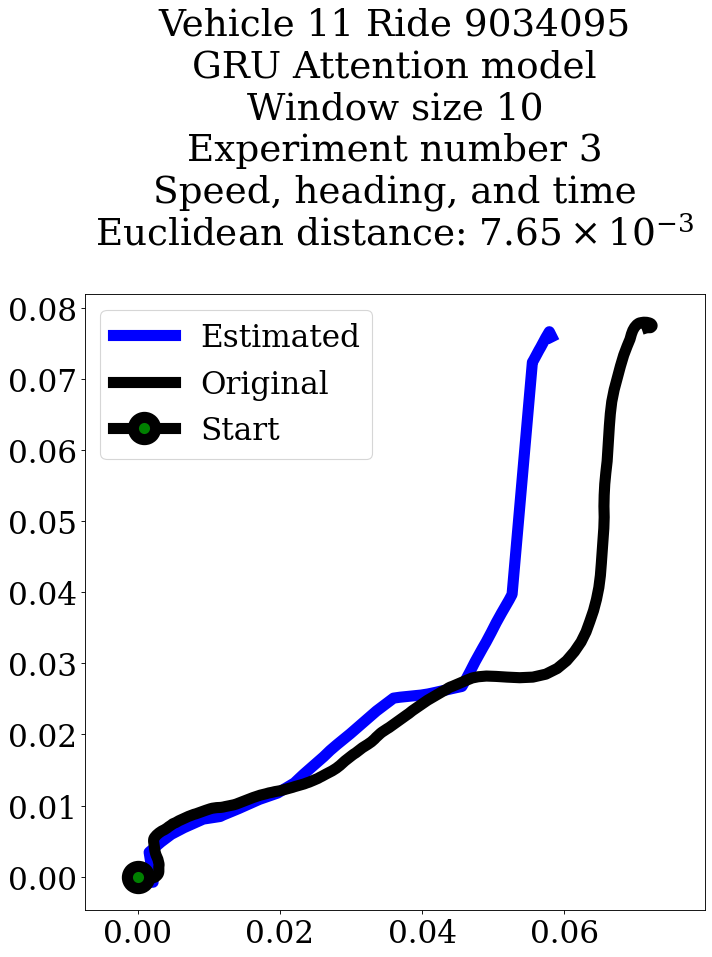 Vehicle 11 Ride 9034095
GRU Attention model
Window size 10
Experiment number 3
Speed, heading, and time
Euclidean distance: 7.65 × 10⁻³
0.08
0.07
0.06
0.05
0.04
0.03
0.02
0.01
0.00
Estimated
Original
Start
0.00 0.02 0.04 0.06